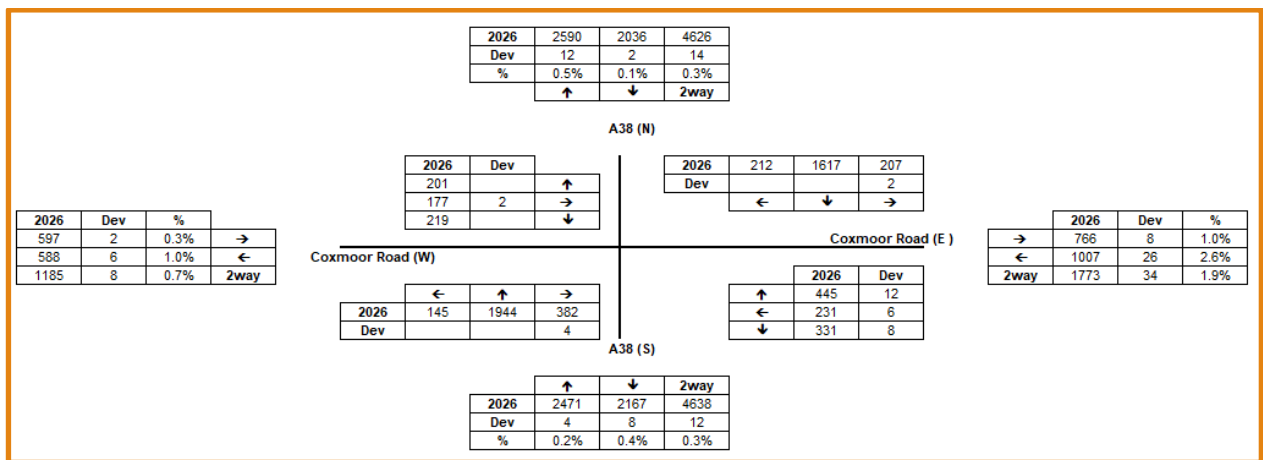 2026 2590 2036 4626
Dev 12 2 14
% 0.5% 0.1% 0.3%
↑ ↓ 2way
A38 (N)
2026 Dev
201 ↑
177 2 →
219 ↓
2026 212 1617 207
Dev 2
← ↓ →
2026 Dev %
597 2 0.3% →
588 6 1.0% ←
1185 8 0.7% 2way
Coxmoor Road (W)
Coxmoor Road (E )
2026 Dev %
→ 766 8 1.0%
← 1007 26 2.6%
2way 1773 34 1.9%
← ↑ →
2026 145 1944 382
Dev 4
2026 Dev
↑ 445 12
← 231 6
↓ 331 8
A38 (S)
↑ ↓ 2way
2026 2471 2167 4638
Dev 4 8 12
% 0.2% 0.4% 0.3%